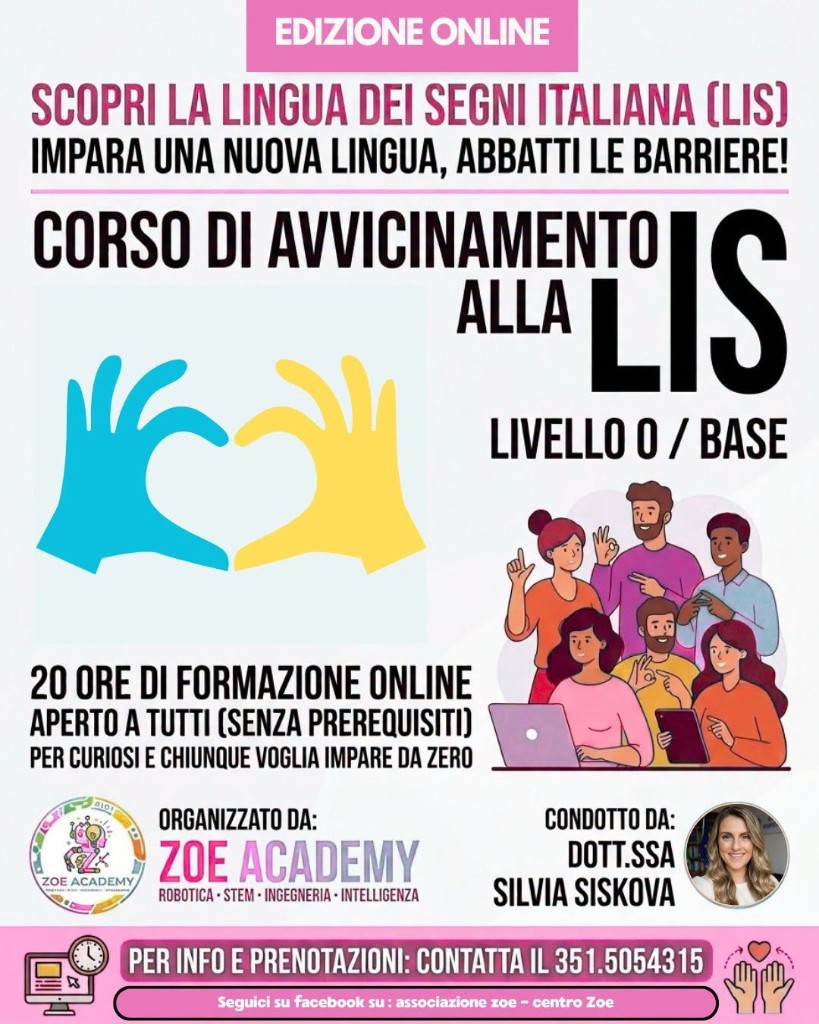 EDIZIONE ONLINE
SCOPRI LA LINGUA DEI SEGNI ITALIANA (LIS)
IMPARA UNA NUOVA LINGUA, ABBATTI LE BARRIERE!
CORSO DI AVVICINAMENTO
ALLA LIS
LIVELLO 0 / BASE
20 ORE DI FORMAZIONE ONLINE
APERTO A TUTTI (SENZA PREREQUISITI)
PER CURIOSI E CHIUNQUE VOGLIA IMPARE DA ZERO
ZOE ACADEMY
ORGANIZZATO DA:
ZOE ACADEMY
ROBOTICA • STEM • INGEGNERIA • INTELLIGENZA
CONDOTTO DA:
DOTT.SSA
SILVIA SISKOVA
PER INFO E PRENOTAZIONI: CONTATTA IL 351.5054315
Seguici su facebook su : associazione zoe - centro Zoe